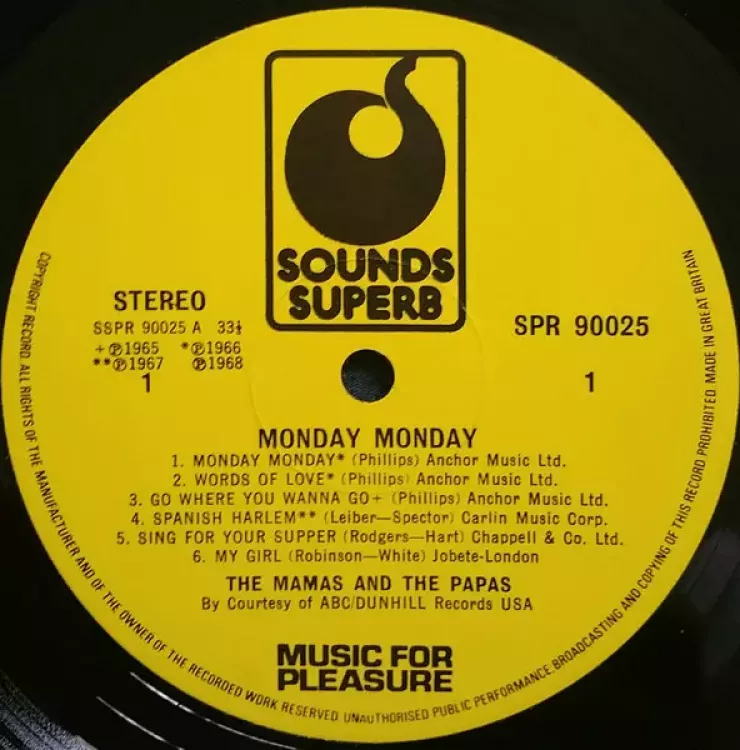 SOUNDS
SUPERB
STEREO
SSPR 90025 A 33⅓
+℗1965 *℗1966
**℗1967 ℗1968
1
SPR 90025
1
MONDAY MONDAY
1. MONDAY MONDAY* (Phillips) Anchor Music Ltd.
2. WORDS OF LOVE* (Phillips) Anchor Music Ltd.
3. GO WHERE YOU WANNA GO+ (Phillips) Anchor Music Ltd.
4. SPANISH HARLEM** (Leiber—Spector) Carlin Music Corp.
5. SING FOR YOUR SUPPER (Rodgers—Hart) Chappell & Co. Ltd.
6. MY GIRL (Robinson—White) Jobete-London
THE MAMAS AND THE PAPAS
By Courtesy of ABC/DUNHILL Records USA
MUSIC FOR
PLEASURE
COPYRIGHT RECORD. ALL RIGHTS OF THE MANUFACTURER AND OF THE OWNER OF THE RECORDED WORK RESERVED UNAUTHORISED PUBLIC PERFORMANCE. BROADCASTING AND COPYING OF THIS RECORD PROHIBITED MADE IN GREAT BRITAIN